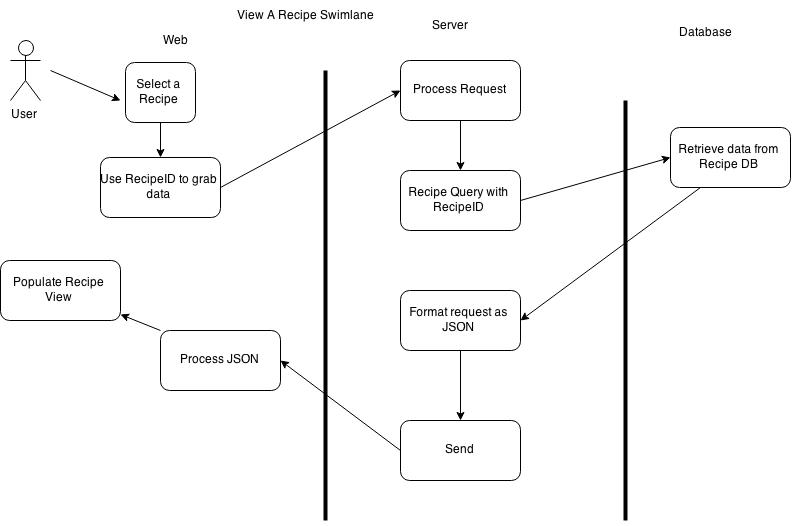 View A Recipe Swimlane
Web
Server
Database
User
Select a
Recipe
Process Request
Retrieve data from
Recipe DB
Use RecipeID to grab
data
Recipe Query with
RecipeID
Populate Recipe
View
Format request as
JSON
Process JSON
Send